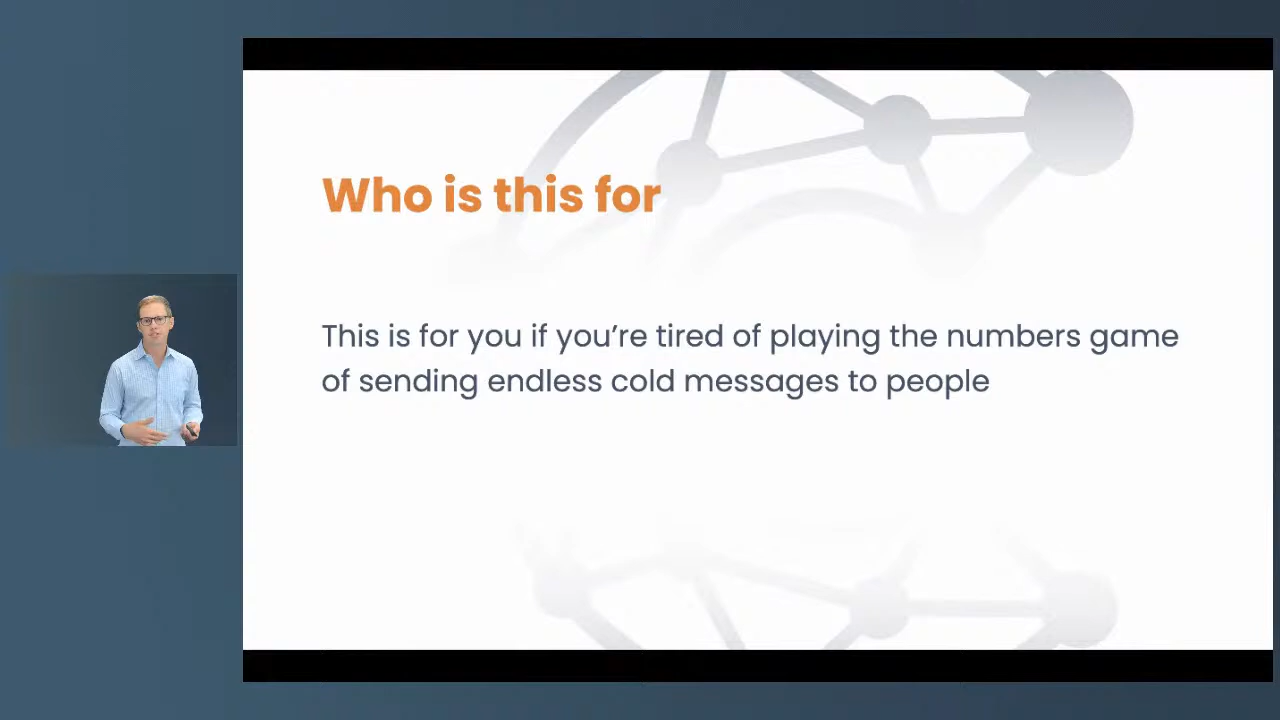 Who is this for
This is for you if you’re tired of playing the numbers game
of sending endless cold messages to people